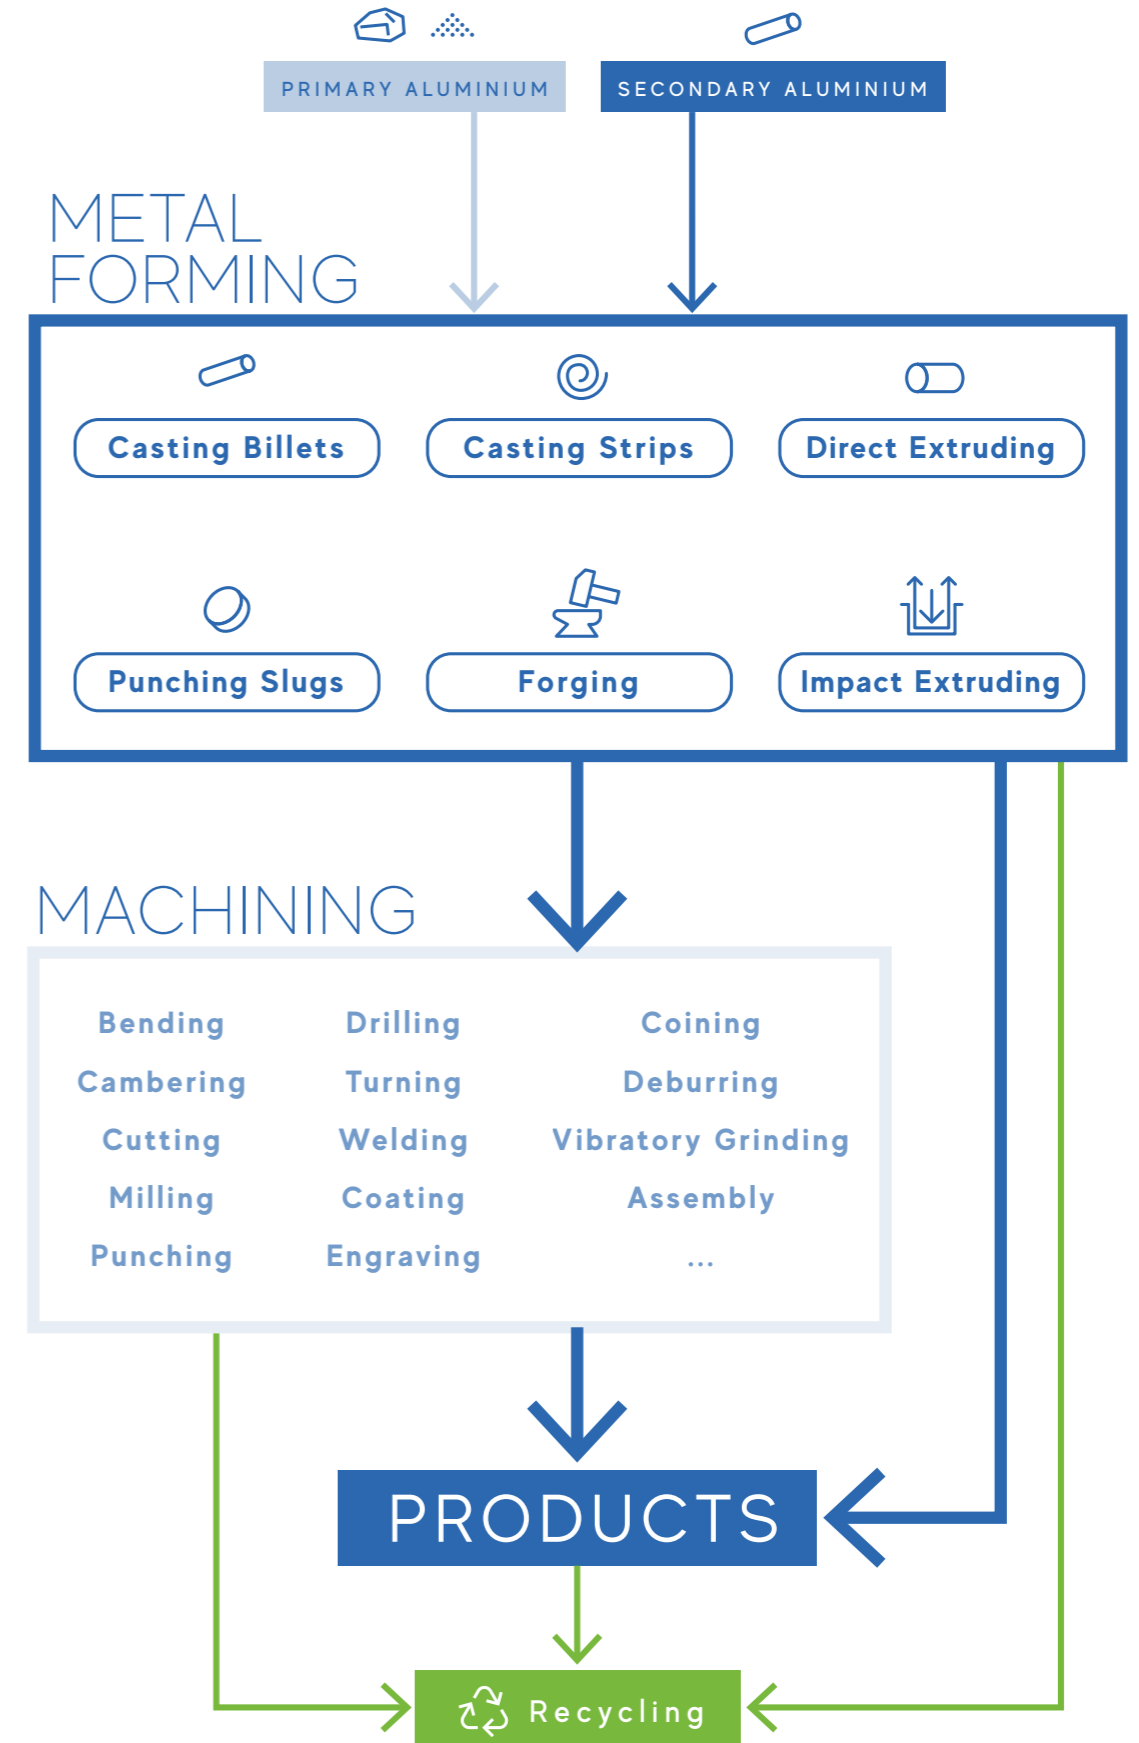 PRIMARY ALUMINIUM
SECONDARY ALUMINIUM
METAL
FORMING
Casting Billets
Casting Strips
Direct Extruding
Punching Slugs
Forging
Impact Extruding
MACHINING
Bending
Drilling
Coining
Cambering
Turning
Deburring
Cutting
Welding
Vibratory Grinding
Milling
Coating
Assembly
Punching
Engraving
...
PRODUCTS
Recycling